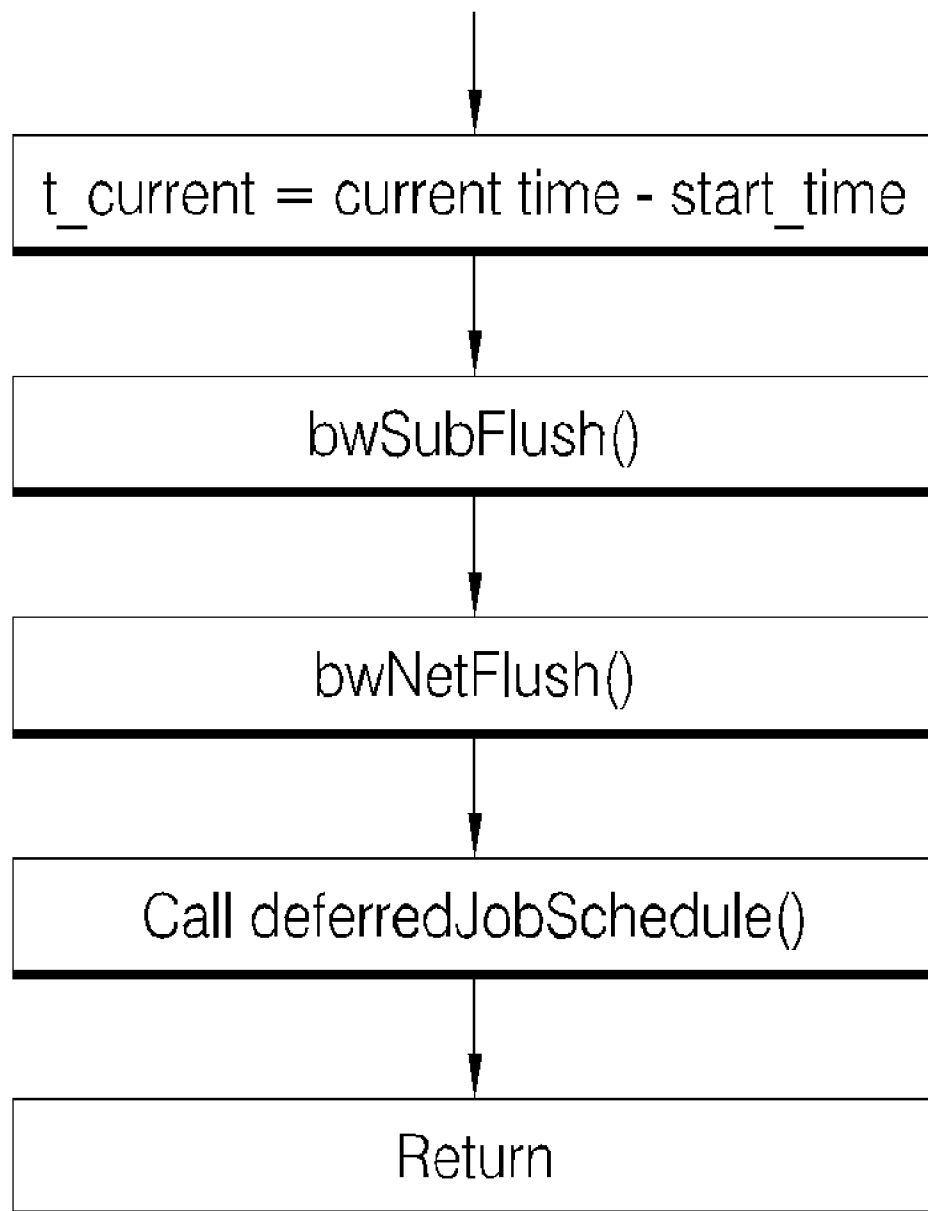 t_current = current time - start_time
bwSubFlush()
bwNetFlush()
Call deferredJobSchedule()
Return